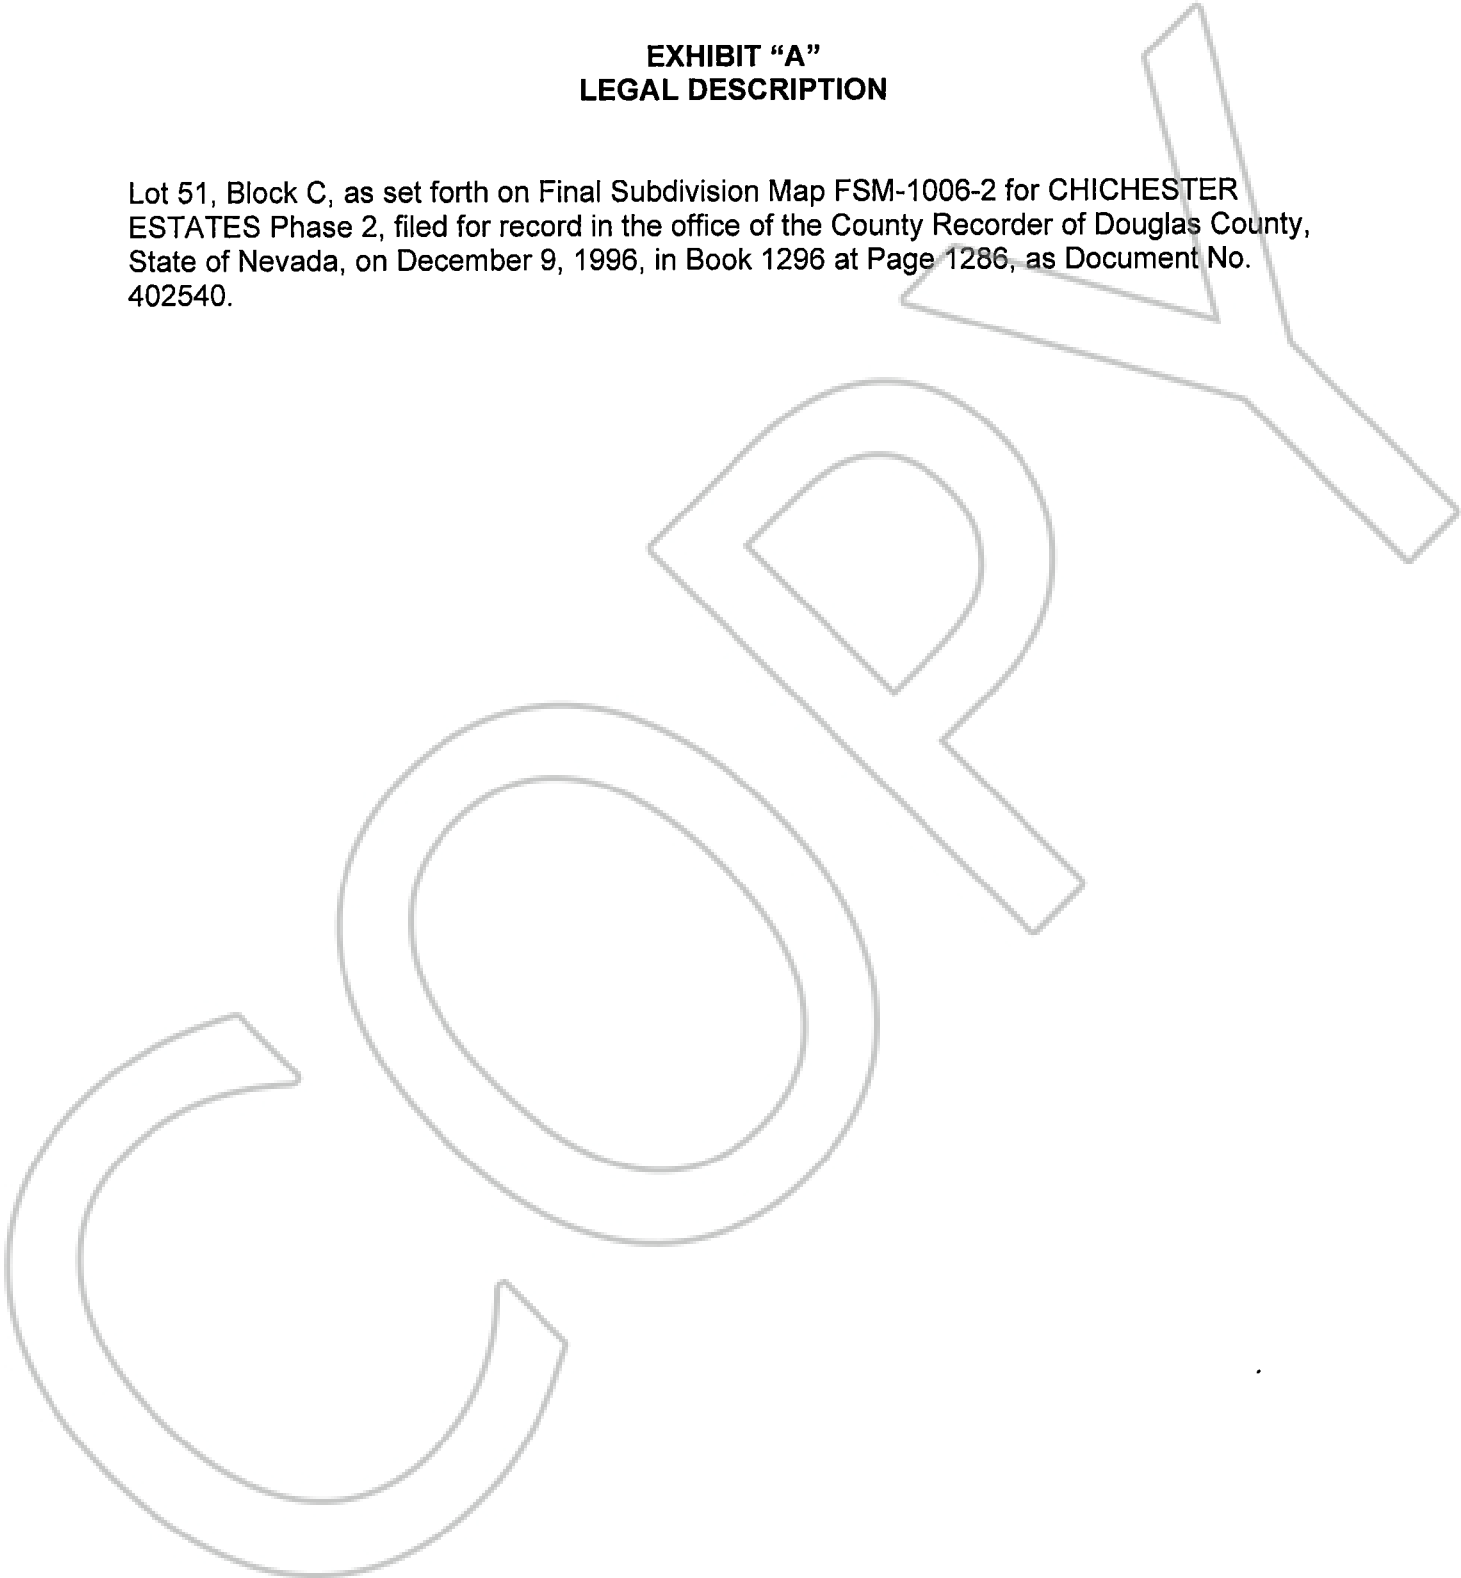 EXHIBIT “A”
LEGAL DESCRIPTION
Lot 51, Block C, as set forth on Final Subdivision Map FSM-1006-2 for CHICHESTER
ESTATES Phase 2, filed for record in the office of the County Recorder of Douglas County,
State of Nevada, on December 9, 1996, in Book 1296 at Page 1286, as Document No.
402540.
COPY